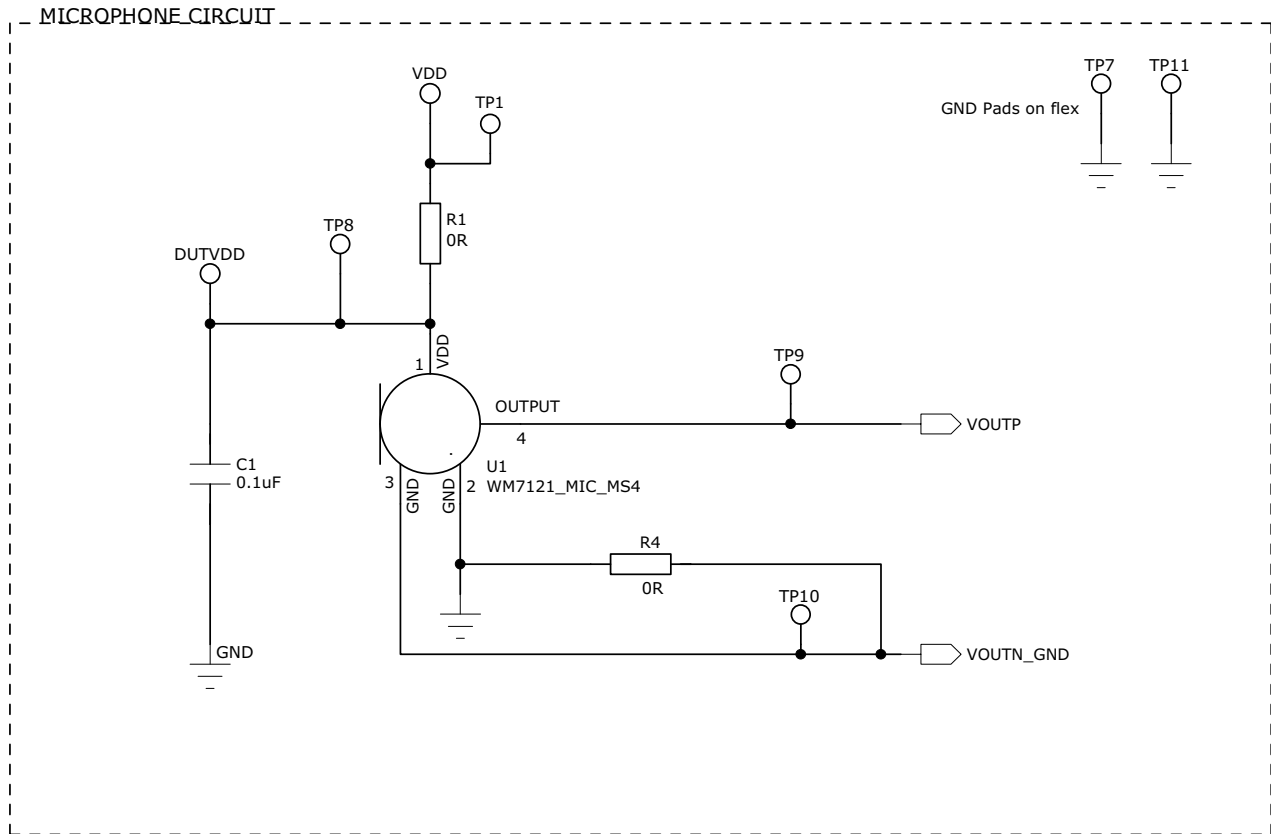 MICROPHONE CIRCUIT
VDD
TP1
TP7
TP11
GND Pads on flex
R1
0R
TP8
DUTVDD
1
VDD
TP9
OUTPUT
4
VOUTP
C1
0.1uF
3
GND
GND
2
U1
WM7121_MIC_MS4
R4
0R
TP10
GND
VOUTN_GND